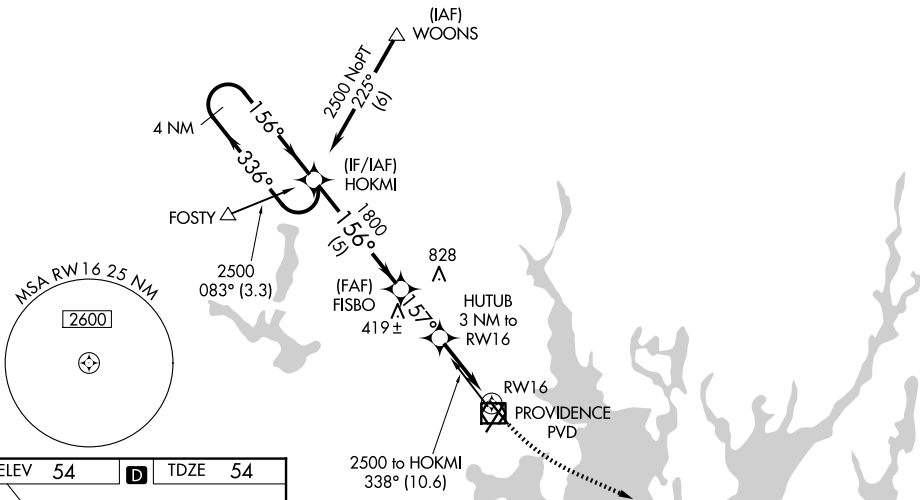 (IAF)
WOONS
2500 NoPT
225°
(6)
4 NM
156°
336°
(IF/IAF)
HOKMI
FOSTY
2500
083° (3.3)
1800
156°
(5)
828
(FAF)
FISBO
419±
157°
HUTUB
3 NM to
RW16
MSA RW16 25 NM
2600
RW16
PROVIDENCE
PVD
2500 to HOKMI
338° (10.6)
ELEV 54
D
TDZE 54